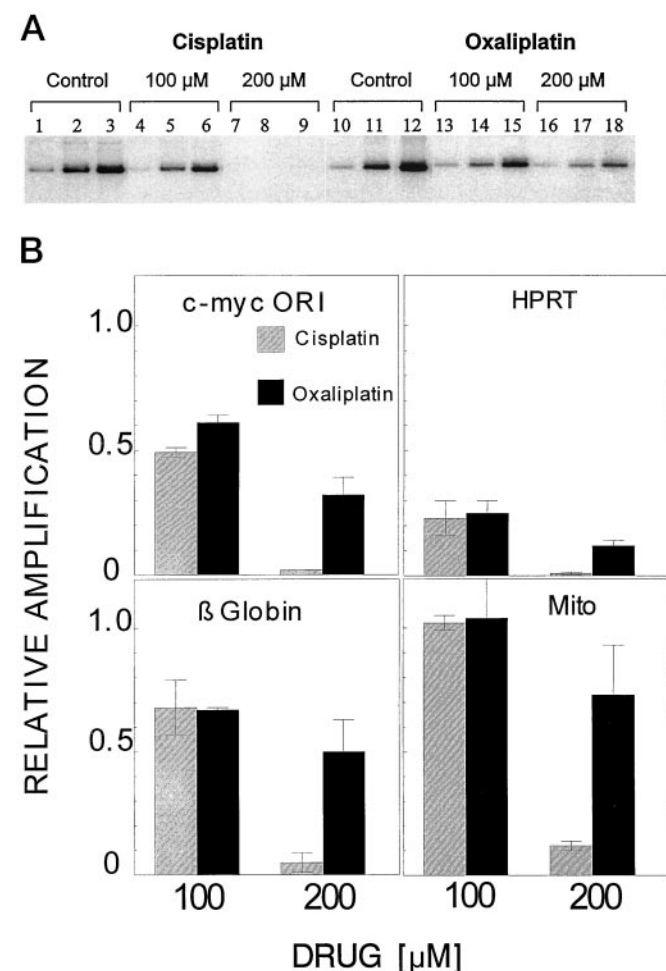 A
Cisplatin Oxaliplatin
Control 100 µM 200 µM Control 100 µM 200 µM
1 2 3 4 5 6 7 8 9 10 11 12 13 14 15 16 17 18
B
c-myc ORI HPRT
Cisplatin
Oxaliplatin
1.0
0.5
0
ß Globin Mito
1.0
0.5
0
RELATIVE AMPLIFICATION
100 200 100 200
DRUG [µM]